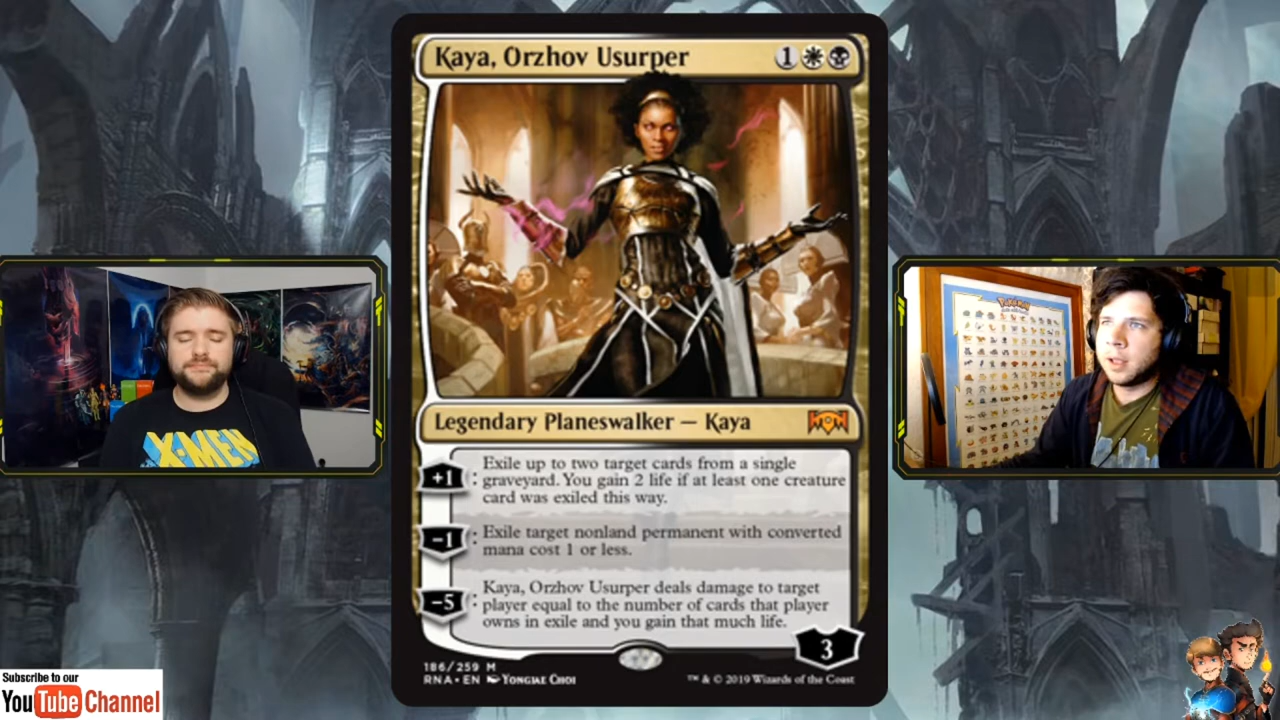 Kaya, Orzhov Usurper 1
Legendary Planeswalker — Kaya
+1 : Exile up to two target cards from a single
graveyard. You gain 2 life if at least one creature
card was exiled this way.
−1 : Exile target nonland permanent with converted
mana cost 1 or less.
−5 : Kaya, Orzhov Usurper deals damage to target
player equal to the number of cards that player
owns in exile and you gain that much life.
3
186/259 M
RNA • EN Yongjae Choi
™ & © 2019 Wizards of the Coast
X-MEN
POKÉMON
Subscribe to our
YouTube Channel